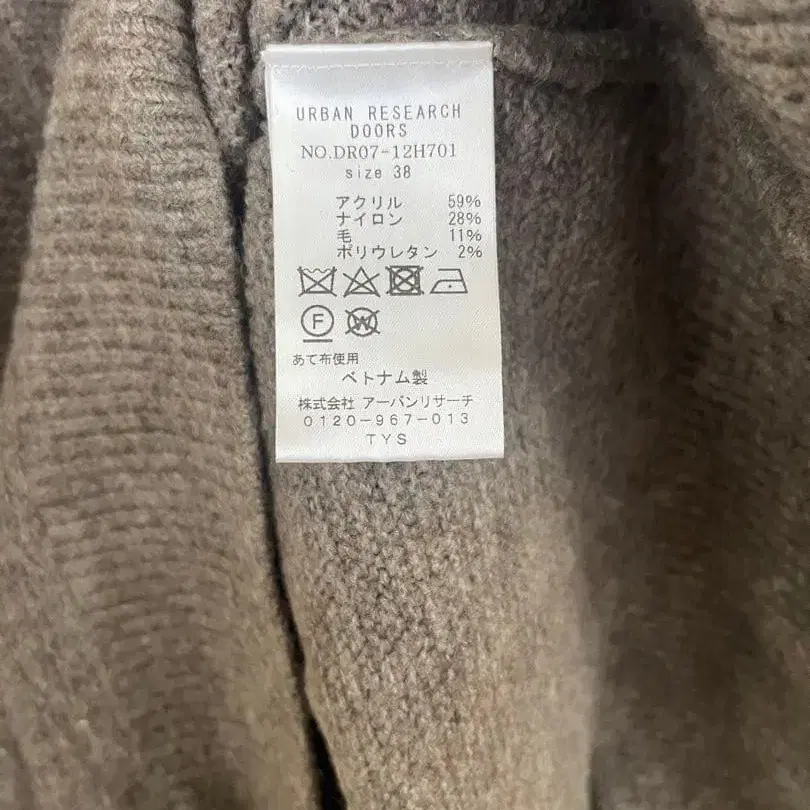 URBAN RESEARCH
DOORS
NO.DR07-12H701
size 38
アクリル 59%
ナイロン 28%
毛 11%
ポリウレタン 2%
F W
あて布使用
ベトナム製
株式会社 アーバンリサーチ
0120-967-013
TYS